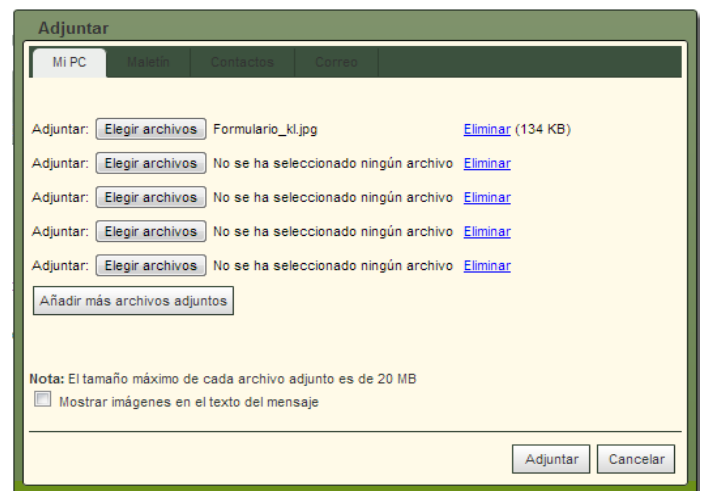 Adjuntar
Mi PC Maletín Contactos Correo
Adjuntar: Elegir archivos Formulario_kl.jpg Eliminar (134 KB)
Adjuntar: Elegir archivos No se ha seleccionado ningún archivo Eliminar
Adjuntar: Elegir archivos No se ha seleccionado ningún archivo Eliminar
Adjuntar: Elegir archivos No se ha seleccionado ningún archivo Eliminar
Adjuntar: Elegir archivos No se ha seleccionado ningún archivo Eliminar
Añadir más archivos adjuntos
Nota: El tamaño máximo de cada archivo adjunto es de 20 MB
Mostrar imágenes en el texto del mensaje
Adjuntar Cancelar